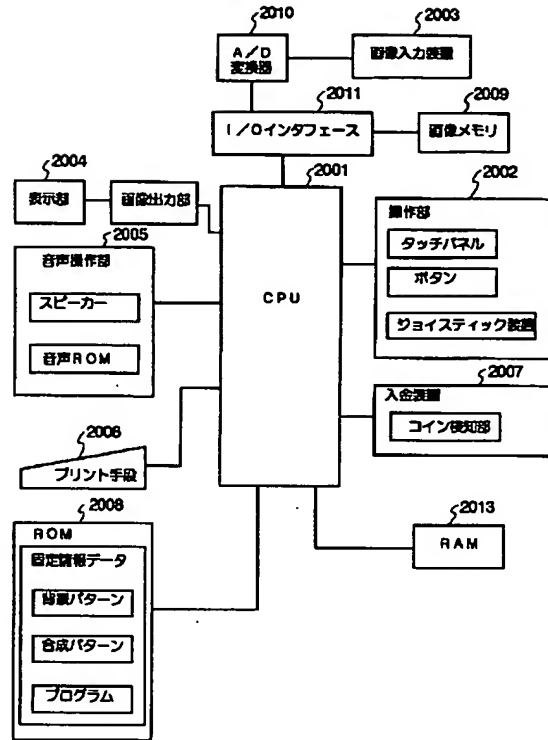 2010
A/D
変換器
2003
画像入力装置
2011
I/Oインタフェース
2009
画像メモリ
2004
表示部
画像出力部
2001
CPU
2002
操作部
タッチパネル
ボタン
ジョイスティック装置
2005
音声操作部
スピーカー
音声ROM
2007
入金装置
コイン検知部
2006
プリント手段
2008
ROM
固定情報データ
背景パターン
合成パターン
プログラム
2013
RAM